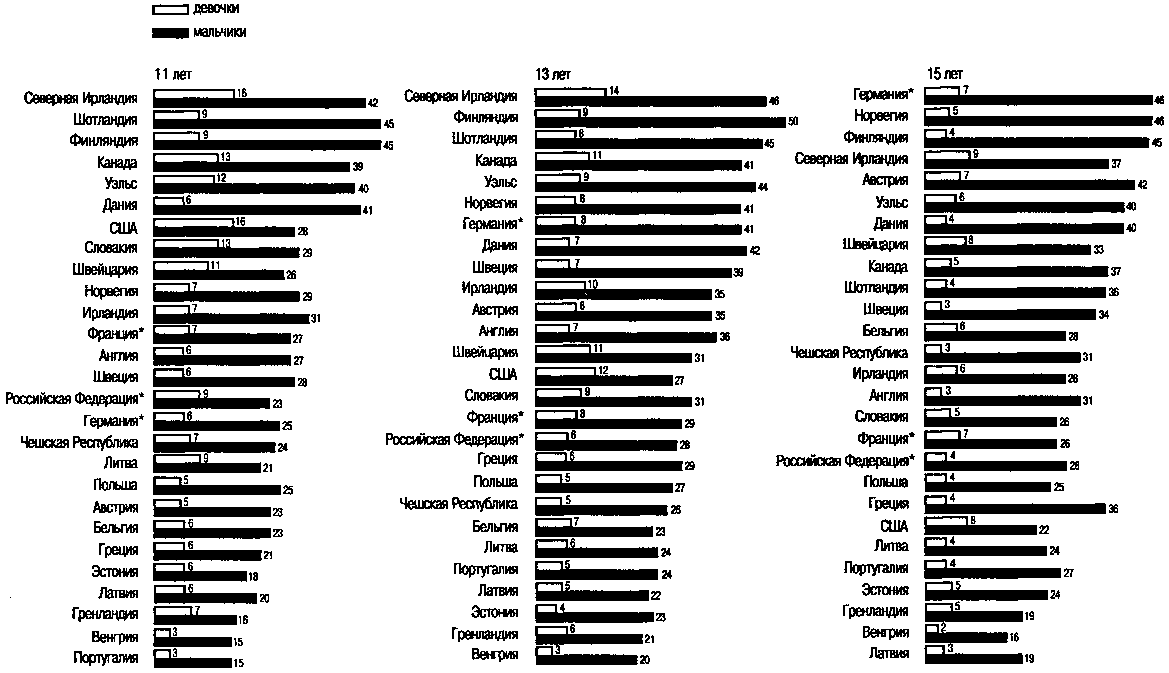 девочки
мальчики
11 лет
Северная Ирландия 16 42
Шотландия 9 45
Финляндия 9 45
Канада 13 39
Уэльс 12 40
Дания 6 41
США 16 28
Словакия 13 29
Швейцария 11 26
Норвегия 7 29
Ирландия 7 31
Франция* 7 27
Англия 6 27
Швеция 6 28
Российская Федерация* 9 23
Германия* 6 25
Чешская Республика 7 24
Литва 9 21
Польша 5 25
Австрия 5 23
Бельгия 6 23
Греция 6 21
Эстония 6 18
Латвия 6 20
Гренландия 7 16
Венгрия 3 15
Португалия 3 15
13 лет
Северная Ирландия 14 46
Финляндия 9 50
Шотландия 8 45
Канада 11 41
Уэльс 9 44
Норвегия 8 41
Германия* 8 41
Дания 7 42
Швеция 7 39
Ирландия 10 35
Австрия 8 35
Англия 7 36
Швейцария 11 31
США 12 27
Словакия 9 31
Франция* 8 29
Российская Федерация* 6 28
Греция 6 29
Польша 5 27
Чешская Республика 5 26
Бельгия 7 23
Литва 6 24
Португалия 5 24
Латвия 5 22
Эстония 4 23
Гренландия 6 21
Венгрия 3 20
15 лет
Германия* 7 46
Норвегия 5 46
Финляндия 4 45
Северная Ирландия 9 37
Австрия 7 42
Уэльс 6 40
Дания 4 40
Швейцария 8 33
Канада 5 37
Шотландия 4 36
Швеция 3 34
Бельгия 6 28
Чешская Республика 3 31
Ирландия 6 26
Англия 3 31
Словакия 5 26
Франция* 7 26
Российская Федерация* 4 28
Польша 4 25
Греция 4 36
США 8 22
Литва 4 24
Португалия 4 27
Эстония 5 24
Гренландия 5 19
Венгрия 2 16
Латвия 3 19